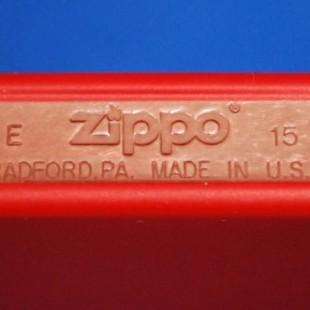 E zippo® 15
RADFORD,PA. MADE IN U.S.